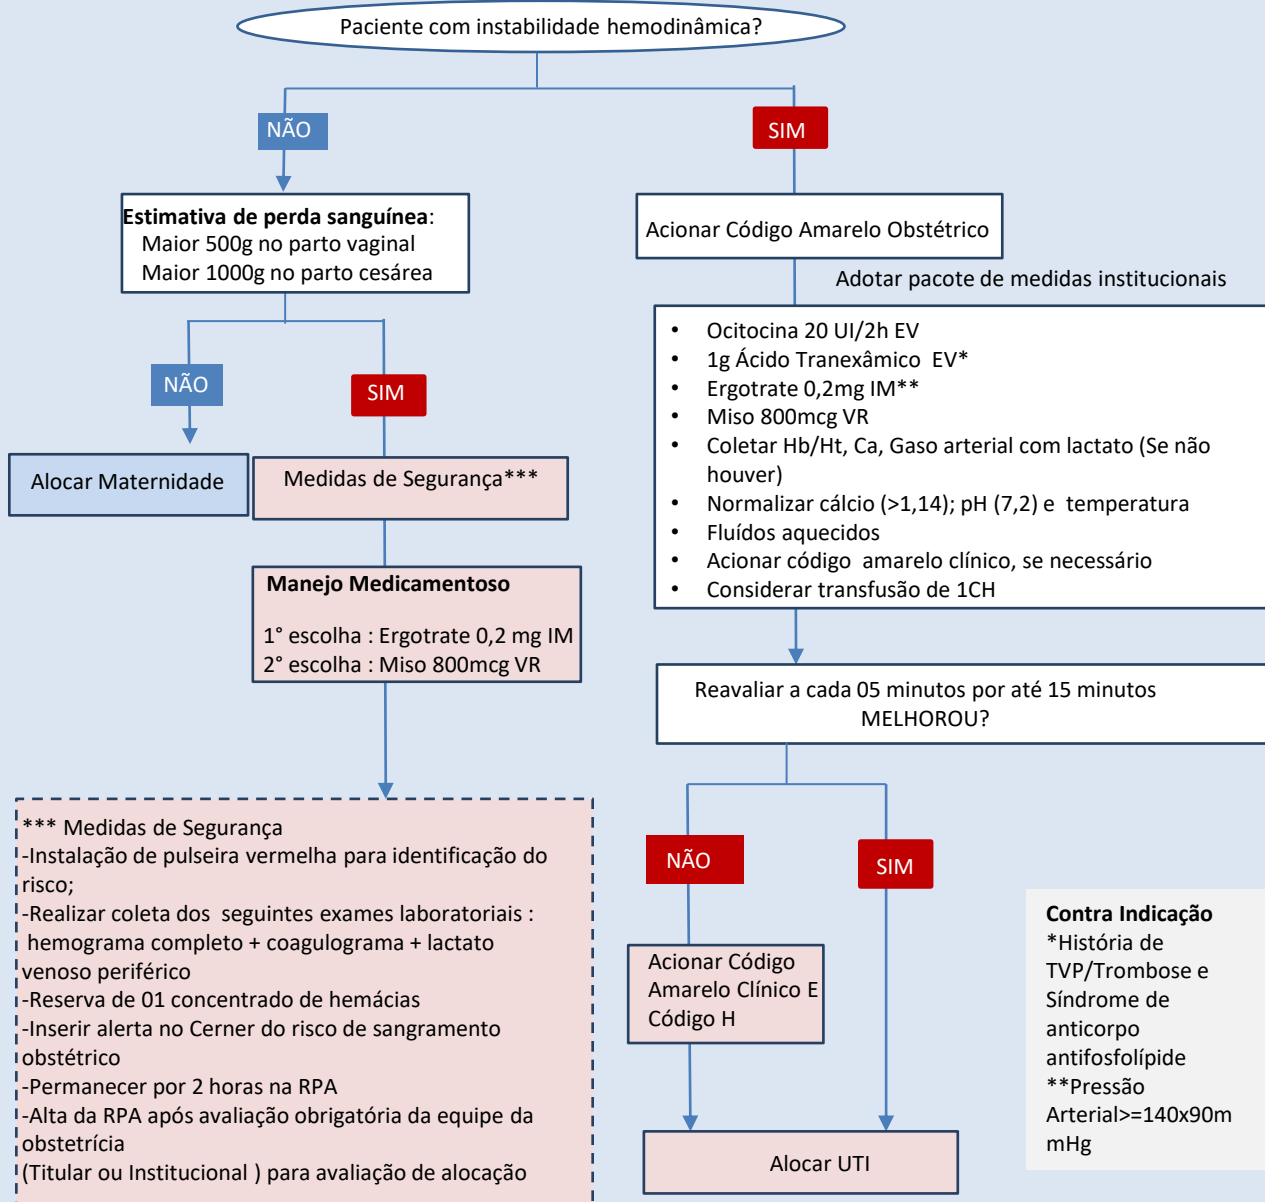 Paciente com instabilidade hemodinâmica?
NÃO
SIM
Estimativa de perda sanguínea:
Maior 500g no parto vaginal
Maior 1000g no parto cesárea
NÃO
SIM
Alocar Maternidade
Medidas de Segurança***
Manejo Medicamentoso
1° escolha : Ergotrate 0,2 mg IM
2° escolha : Miso 800mcg VR
*** Medidas de Segurança
-Instalação de pulseira vermelha para identificação do
risco;
-Realizar coleta dos seguintes exames laboratoriais :
hemograma completo + coagulograma + lactato
venoso periférico
-Reserva de 01 concentrado de hemácias
-Inserir alerta no Cerner do risco de sangramento
obstétrico
-Permanecer por 2 horas na RPA
-Alta da RPA após avaliação obrigatória da equipe da
obstetrícia
(Titular ou Institucional ) para avaliação de alocação
Acionar Código Amarelo Obstétrico
Adotar pacote de medidas institucionais
• Ocitocina 20 UI/2h EV
• 1g Ácido Tranexâmico EV*
• Ergotrate 0,2mg IM**
• Miso 800mcg VR
• Coletar Hb/Ht, Ca, Gaso arterial com lactato (Se não
houver)
• Normalizar cálcio (>1,14); pH (7,2) e temperatura
• Fluídos aquecidos
• Acionar código amarelo clínico, se necessário
• Considerar transfusão de 1CH
Reavaliar a cada 05 minutos por até 15 minutos
MELHOROU?
NÃO
SIM
Acionar Código
Amarelo Clínico E
Código H
Alocar UTI
Contra Indicação
*História de
TVP/Trombose e
Síndrome de
anticorpo
antifosfolípide
**Pressão
Arterial>=140x90m
mHg